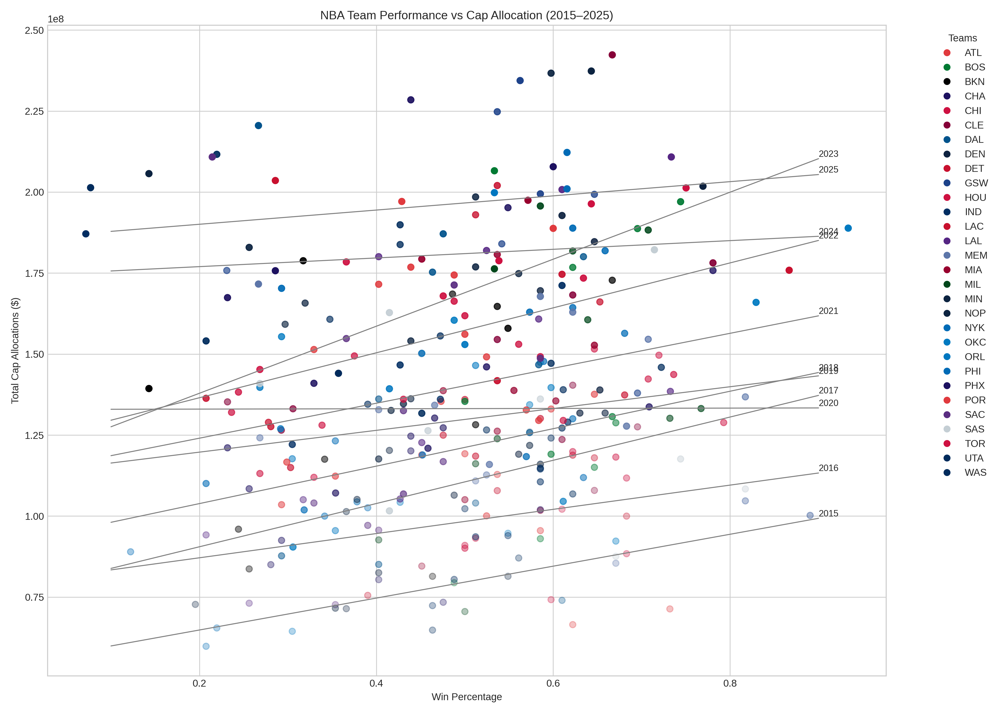 NBA Team Performance vs Cap Allocation (2015–2025)
1e8
2.50
2.25
2.00
1.75
1.50
1.25
1.00
0.75
Total Cap Allocations ($)
0.2
0.4
0.6
0.8
Win Percentage
2023
2025
2024
2022
2021
2018
2019
2017
2020
2016
2015
Teams
ATL
BOS
BKN
CHA
CHI
CLE
DAL
DEN
DET
GSW
HOU
IND
LAC
LAL
MEM
MIA
MIL
MIN
NOP
NYK
OKC
ORL
PHI
PHX
POR
SAC
SAS
TOR
UTA
WAS